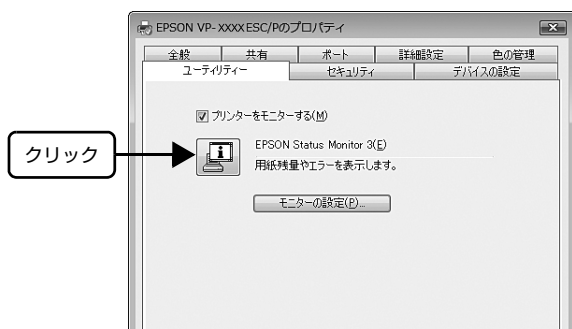 EPSON VP-XXXX ESC/Pのプロパティ
全般 共有 ポート 詳細設定 色の管理
ユーティリティー セキュリティ デバイスの設定
プリンターをモニターする(M)
クリック
EPSON Status Monitor 3(E)
用紙残量やエラーを表示します。
モニターの設定(P)...